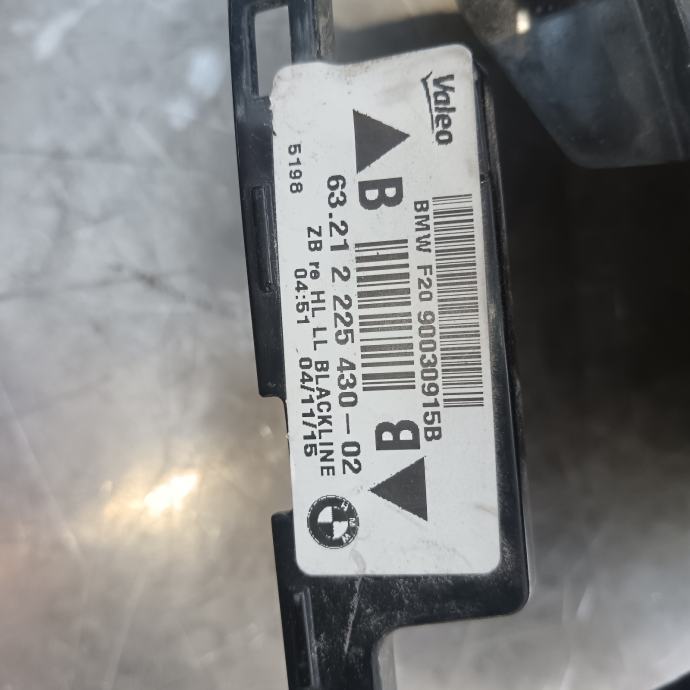 Valeo
BMW F20 90030915B
B B
63.21 2 225 430-02
ZB re HL LL BLACKLINE
04:51 04/11/15
5198
BMW